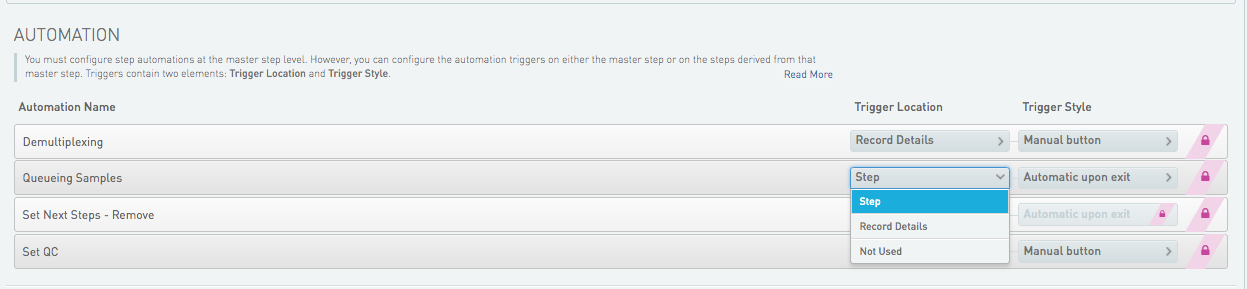 AUTOMATION
You must configure step automations at the master step level. However, you can configure the automation triggers on either the master step or on the steps derived from that
master step. Triggers contain two elements: Trigger Location and Trigger Style.
Read More
Automation Name Trigger Location Trigger Style
Demultiplexing Record Details Manual button
Queueing Samples Step Automatic upon exit
Step
Set Next Steps - Remove Automatic upon exit
Record Details
Set QC Not Used Manual button